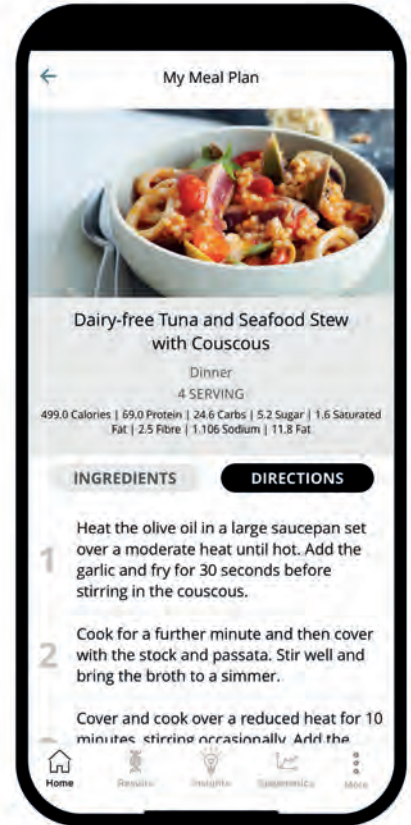 My Meal Plan
Dairy-free Tuna and Seafood Stew
with Couscous
Dinner
4 SERVING
499.0 Calories | 69.0 Protein | 24.6 Carbs | 5.2 Sugar | 1.6 Saturated
Fat | 2.5 Fibre | 1.106 Sodium | 11.8 Fat
INGREDIENTS
DIRECTIONS
1
Heat the olive oil in a large saucepan set
over a moderate heat until hot. Add the
garlic and fry for 30 seconds before
stirring in the couscous.
2
Cook for a further minute and then cover
with the stock and passata. Stir well and
bring the broth to a simmer.
Cover and cook over a reduced heat for 10
minutes, stirring occasionally. Add the
Home
Results
Insights
More